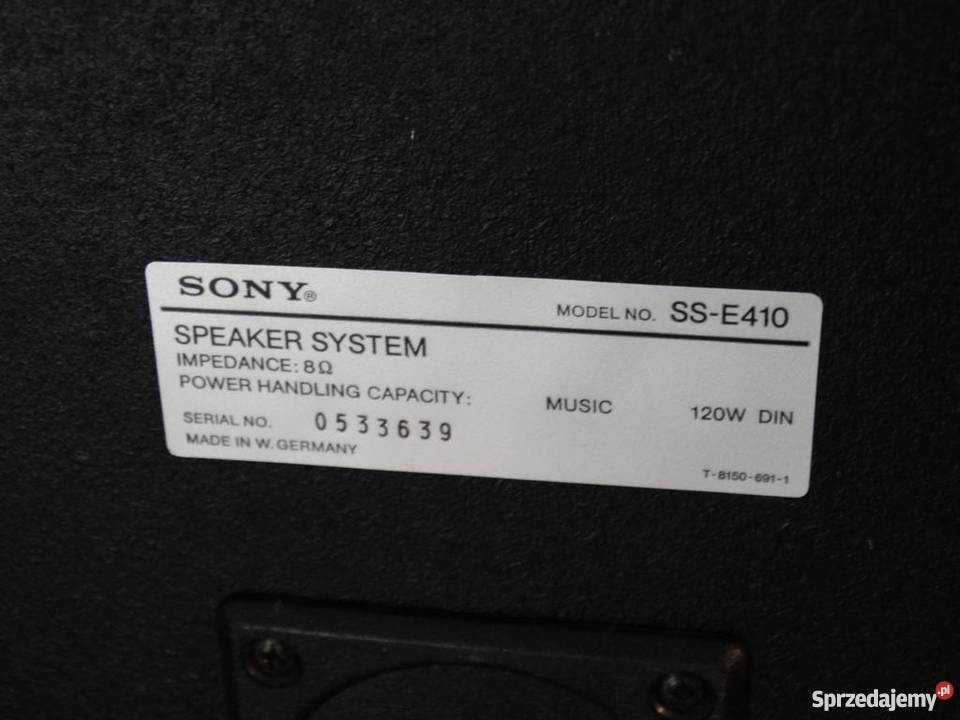 SONY®
MODEL NO. SS-E410
SPEAKER SYSTEM
IMPEDANCE: 8Ω
POWER HANDLING CAPACITY: MUSIC 120W DIN
SERIAL NO. 0533639
MADE IN W. GERMANY
T-8150-691-1
Sprzedajemy.pl